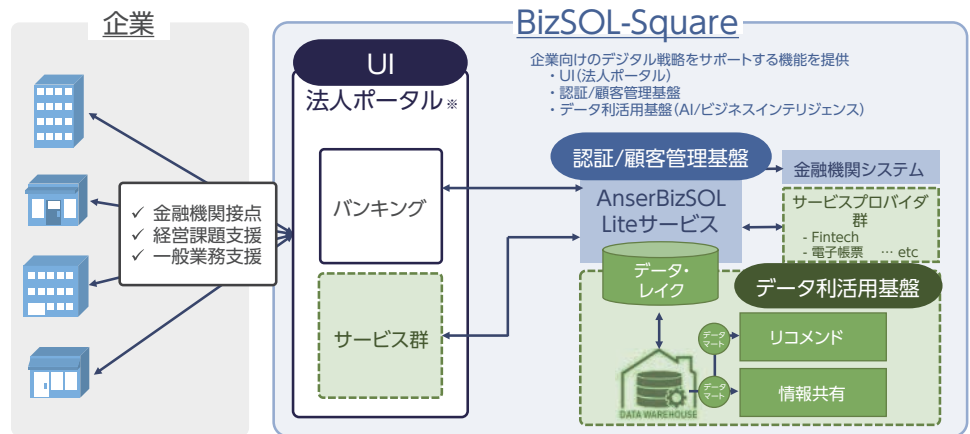 企業
✓ 金融機関接点
✓ 経営課題支援
✓ 一般業務支援
BizSOL-Square
企業向けのデジタル戦略をサポートする機能を提供
・UI(法人ポータル)
・認証/顧客管理基盤
・データ利活用基盤(AI/ビジネスインテリジェンス)
UI
法人ポータル※
バンキング
サービス群
認証/顧客管理基盤
AnserBizSOL
Liteサービス
金融機関システム
サービスプロバイダ
群
- Fintech
- 電子帳票 … etc
データ・
レイク
データ利活用基盤
DATA WAREHOUSE
データ
マート
リコメンド
データ
マート
情報共有